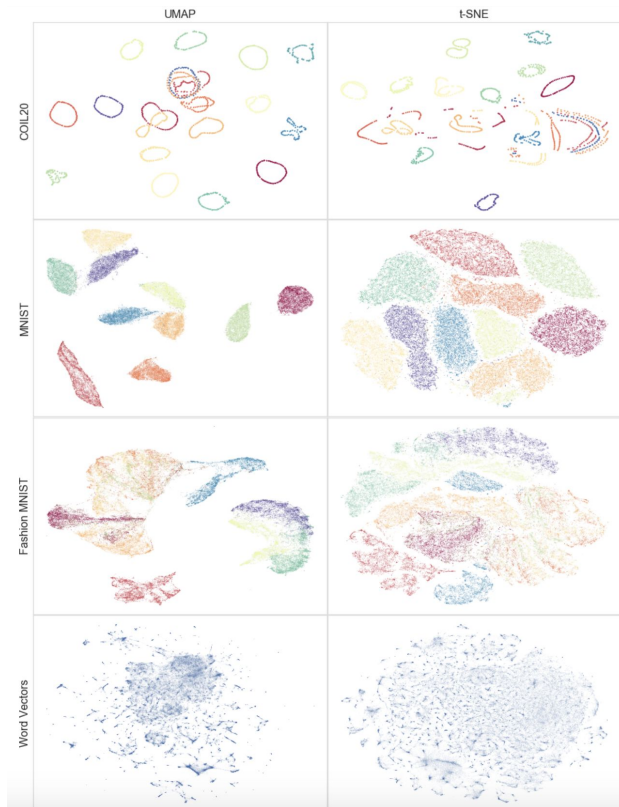 UMAP
t-SNE
COIL20
MNIST
Fashion MNIST
Word Vectors